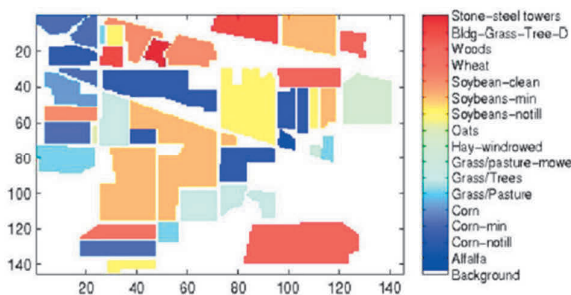 20
40
60
80
100
120
140
20
40
60
80
100
120
140
Stone-steel towers
Bldg-Grass-Tree-D
Woods
Wheat
Soybean-clean
Soybeans-min
Soybeans-notill
Oats
Hay-windrowed
Grass/pasture-mowe
Grass/Trees
Grass/Pasture
Corn
Corn-min
Corn-notill
Alfalfa
Background